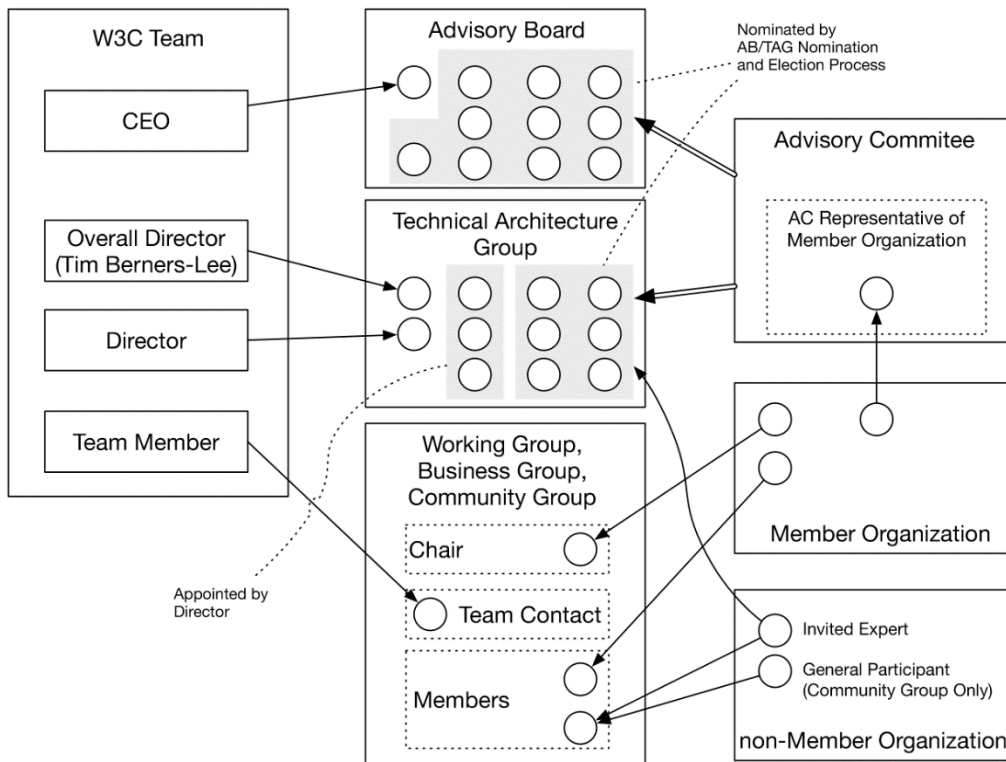 W3C Team
CEO
Overall Director
(Tim Berners-Lee)
Director
Team Member
Advisory Board
Technical Architecture
Group
Working Group,
Business Group,
Community Group
Chair
Team Contact
Members
Appointed by
Director
Nominated by
AB/TAG Nomination
and Election Process
Advisory Commitee
AC Representative of
Member Organization
Member Organization
Invited Expert
General Participant
(Community Group Only)
non-Member Organization